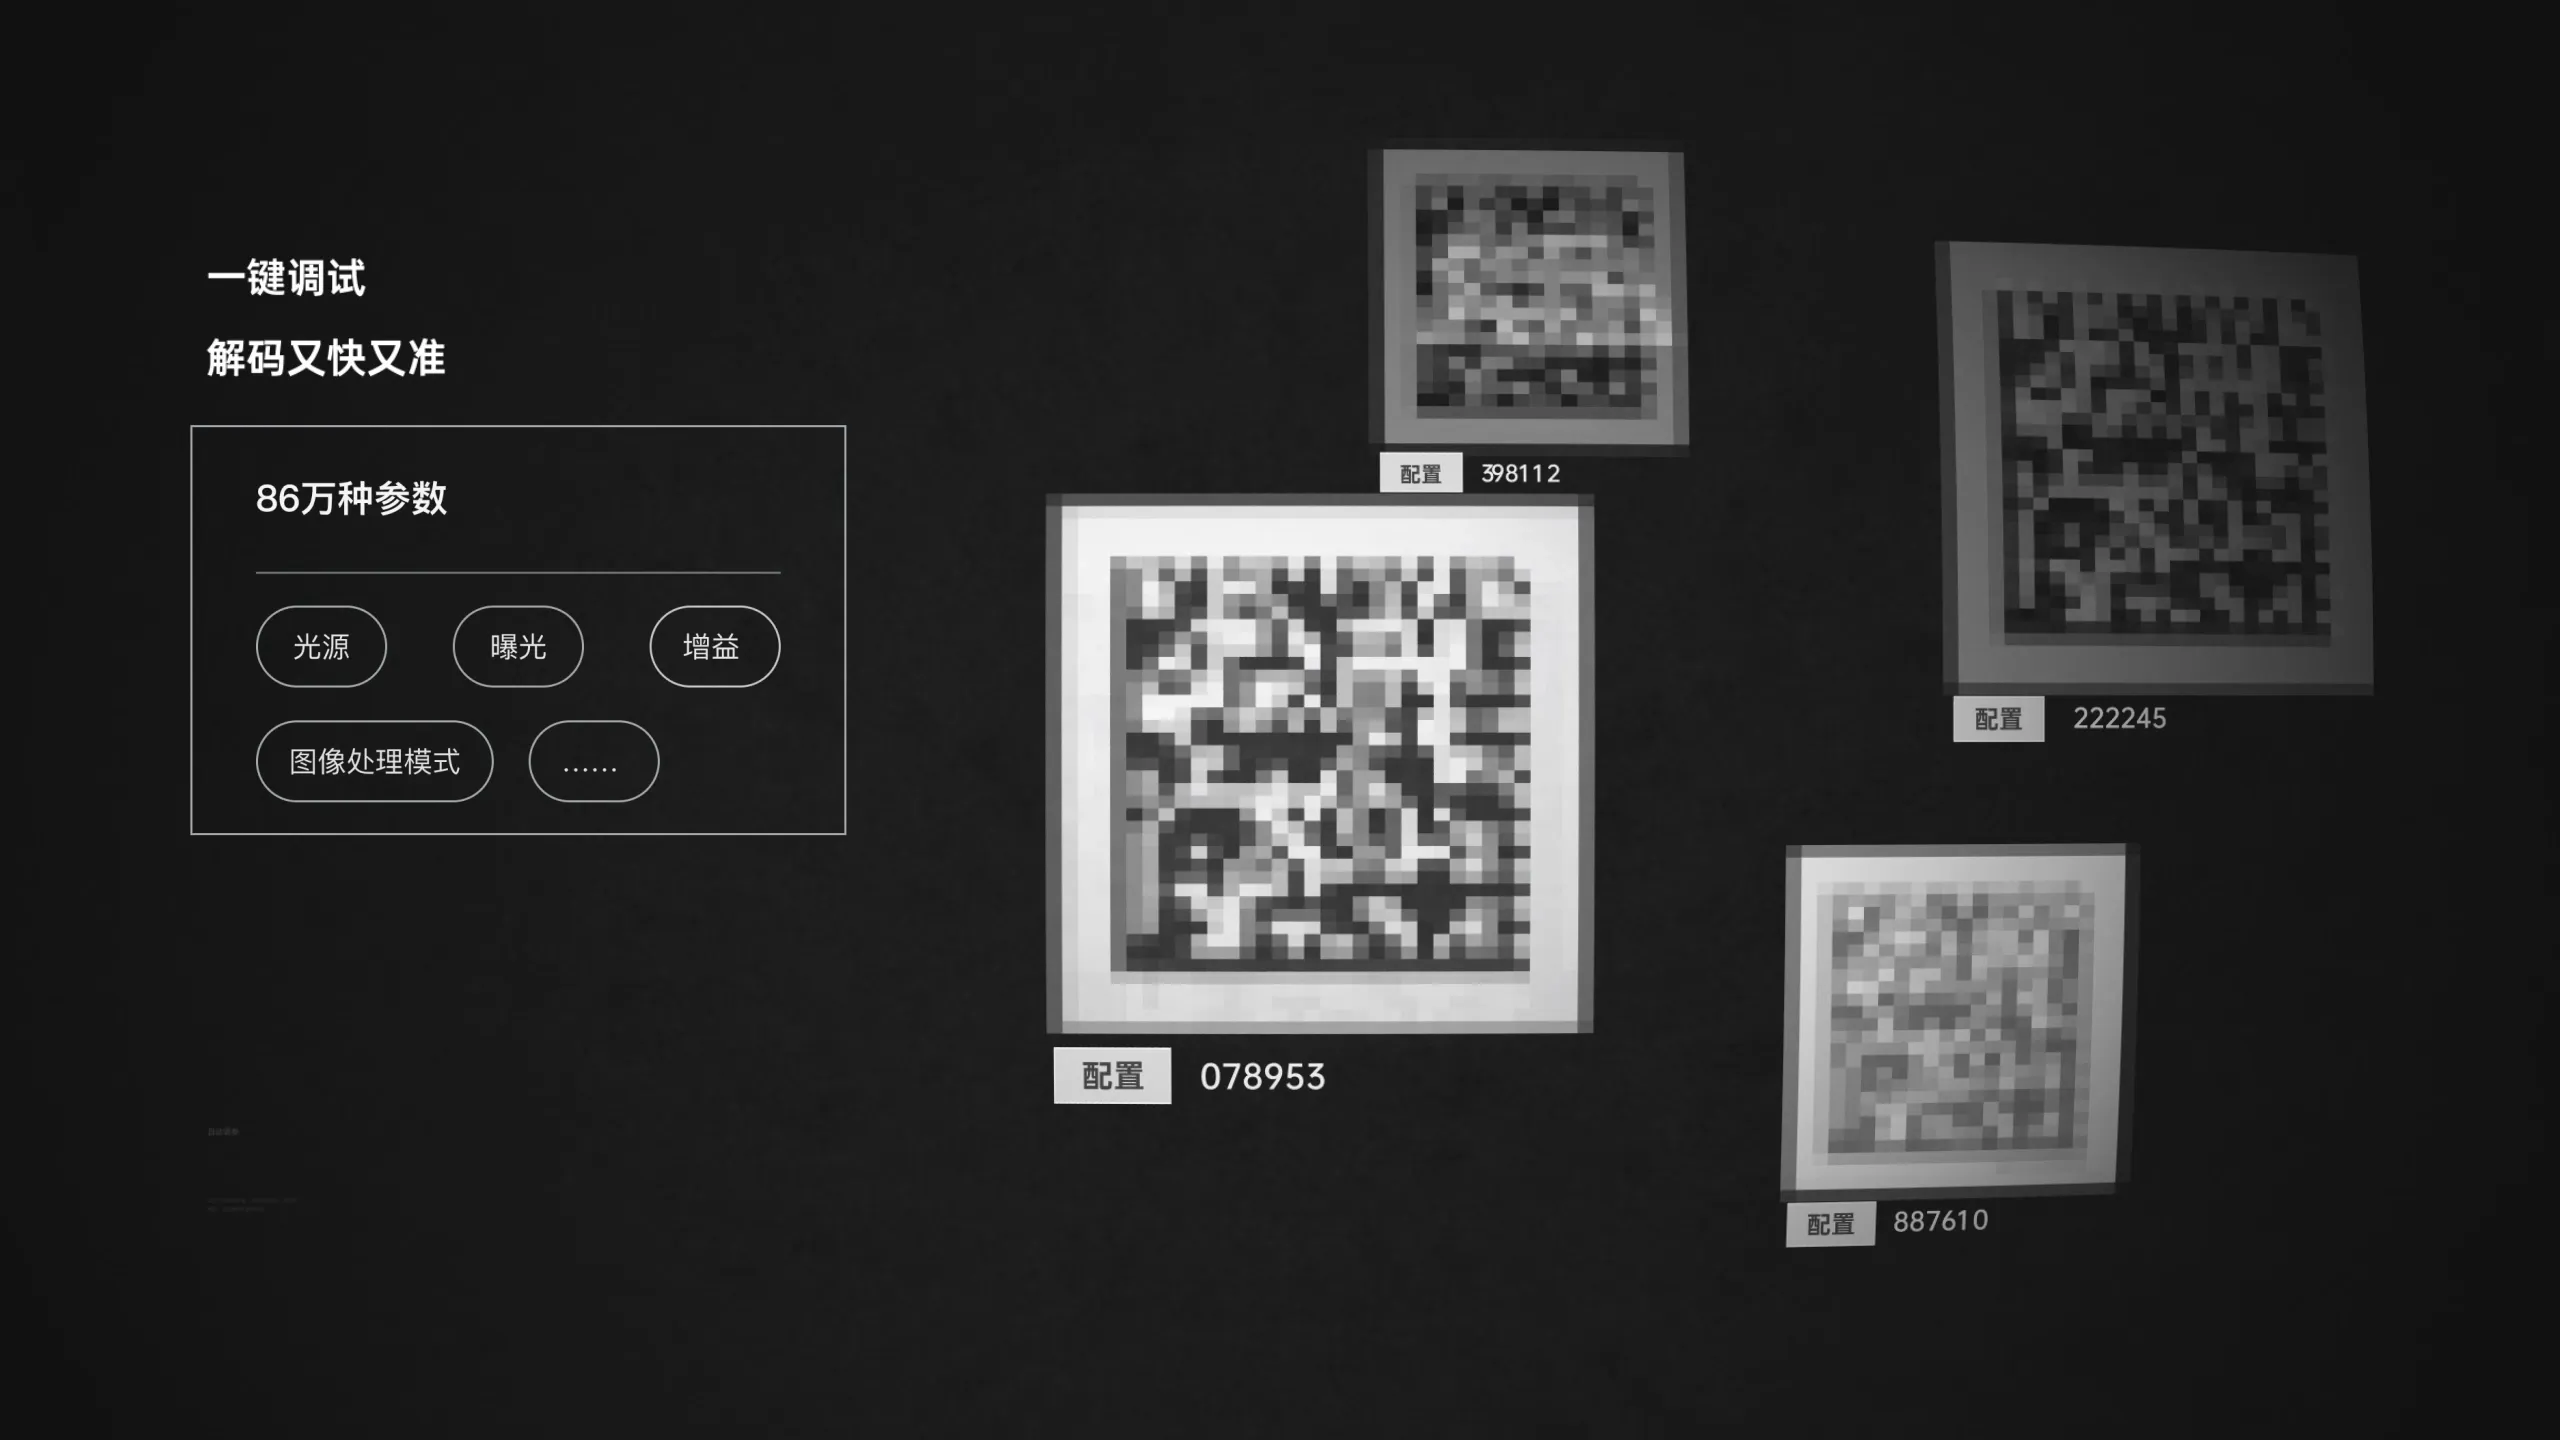 一键调试
解码又快又准
86万种参数
光源
曝光
增益
图像处理模式
......
配置 398112
配置 222245
配置 078953
配置 887610